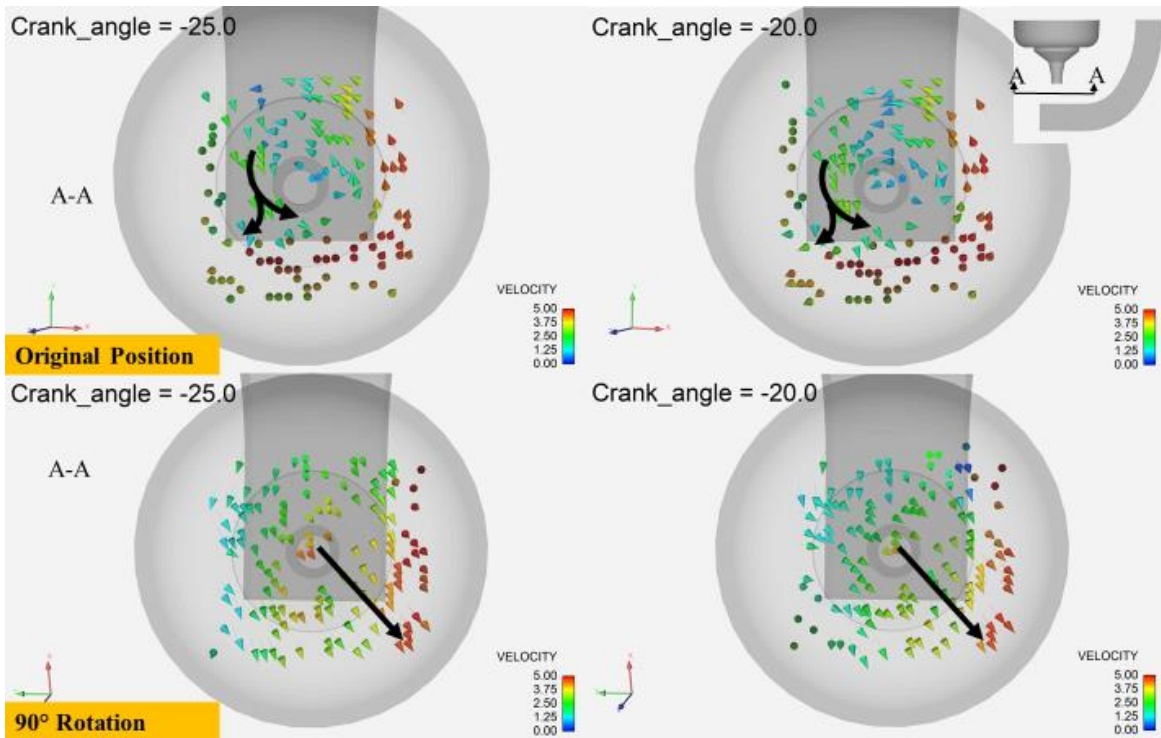 Crank_angle = -25.0
Crank_angle = -20.0
A
A
A-A
VELOCITY
5.00
3.75
2.50
1.25
0.00
VELOCITY
5.00
3.75
2.50
1.25
0.00
Original Position
Crank_angle = -25.0
Crank_angle = -20.0
A-A
VELOCITY
5.00
3.75
2.50
1.25
0.00
VELOCITY
5.00
3.75
2.50
1.25
0.00
90° Rotation